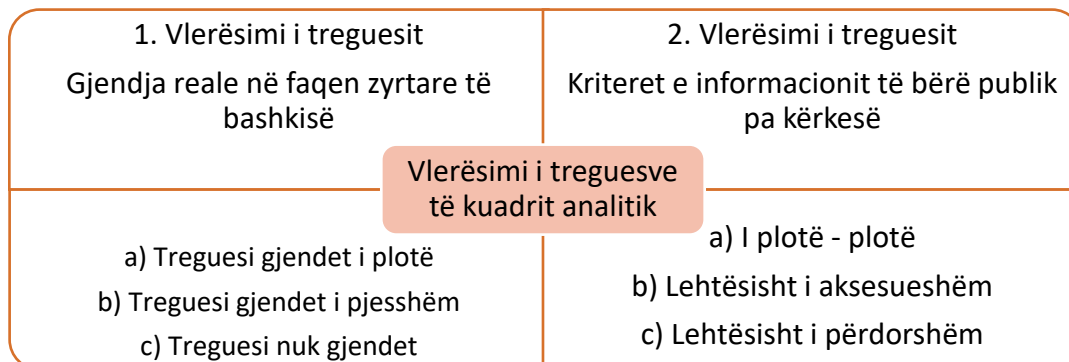 1. Vlerësimi i treguesit
Gjendja reale në faqen zyrtare të
bashkisë
2. Vlerësimi i treguesit
Kriteret e informacionit të bërë publik
pa kërkesë
Vlerësimi i treguesve
të kuadrit analitik
a) Treguesi gjendet i plotë
b) Treguesi gjendet i pjesshëm
c) Treguesi nuk gjendet
a) I plotë - plotë
b) Lehtësisht i aksesueshëm
c) Lehtësisht i përdorshëm